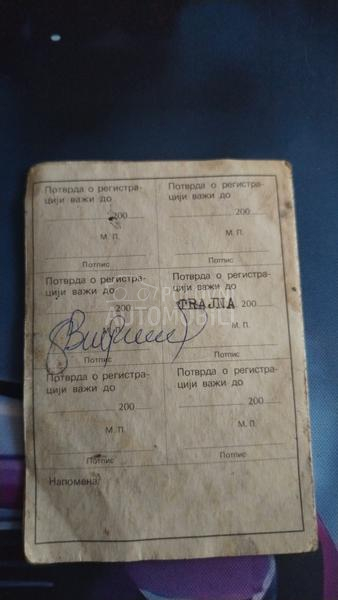 Потврда о регистра-
цији важи до
200
М. П.
Потпис
Потврда о регистра-
цији важи до
200
М. П.
Потпис
Потврда о регистра-
цији важи до
200
М. П.
Потпис
Потврда о регистра-
цији важи до
TRAJNA 200
М. П.
Потпис
Потврда о регистра-
цији важи до
200
М. П.
Потпис
Потврда о регистра-
цији важи до
200
М. П.
Потпис
Напомена:
AUTOMOBILI